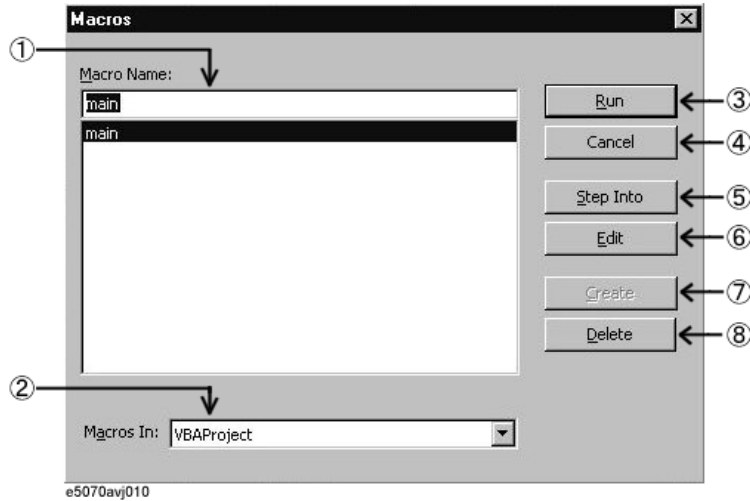 Macros
①
Macro Name:
main
main
Run
③
Cancel
④
Step Into
⑤
Edit
⑥
Create
⑦
Delete
⑧
②
Macros In:
VBAProject
e5070avj010